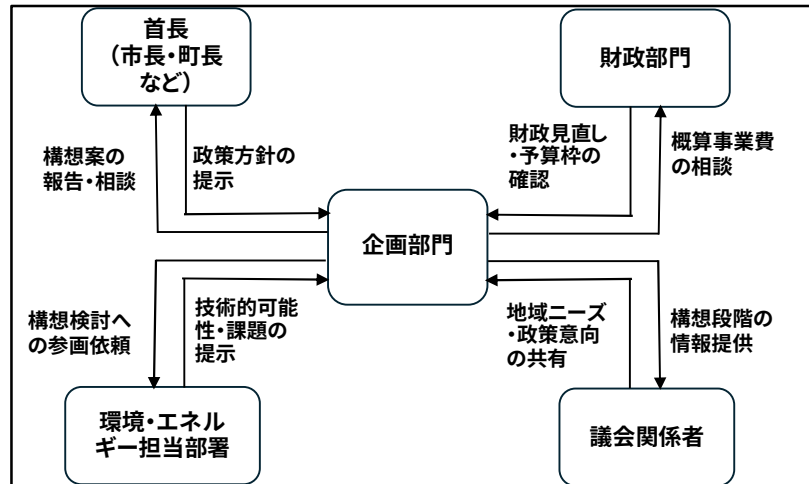 首長
（市長・町長
など）
財政部門
構想案の
報告・相談
政策方針の
提示
財政見直し
・予算枠の
確認
概算事業費
の相談
企画部門
構想検討へ
の参画依頼
技術的可能
性・課題の
提示
地域ニーズ
・政策意向
の共有
構想段階の
情報提供
環境・エネル
ギー担当部署
議会関係者